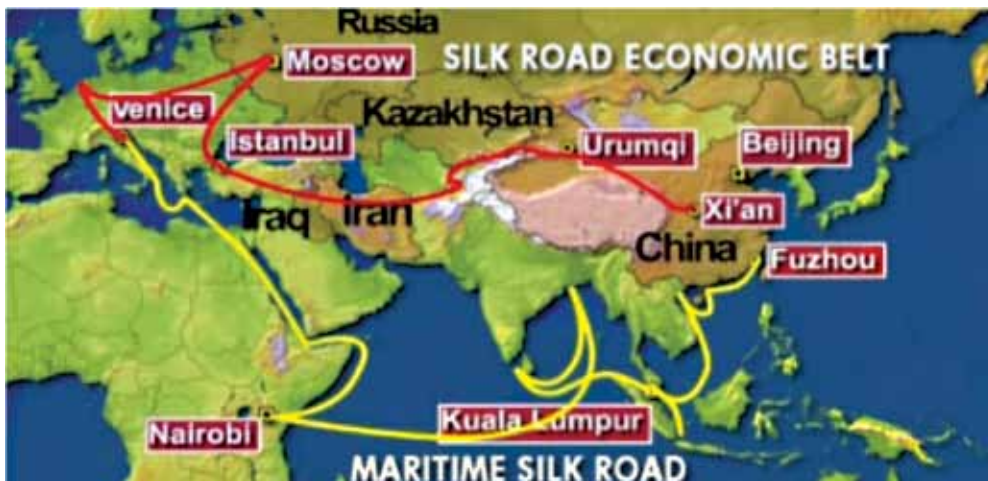 Russia
Moscow
SILK ROAD ECONOMIC BELT
venice
Kazakhstan
Istanbul
Urumqi
Beijing
Iraq
iran
Xi'an
China
Fuzhou
Nairobi
Kuala Lumpur
MARITIME SILK ROAD